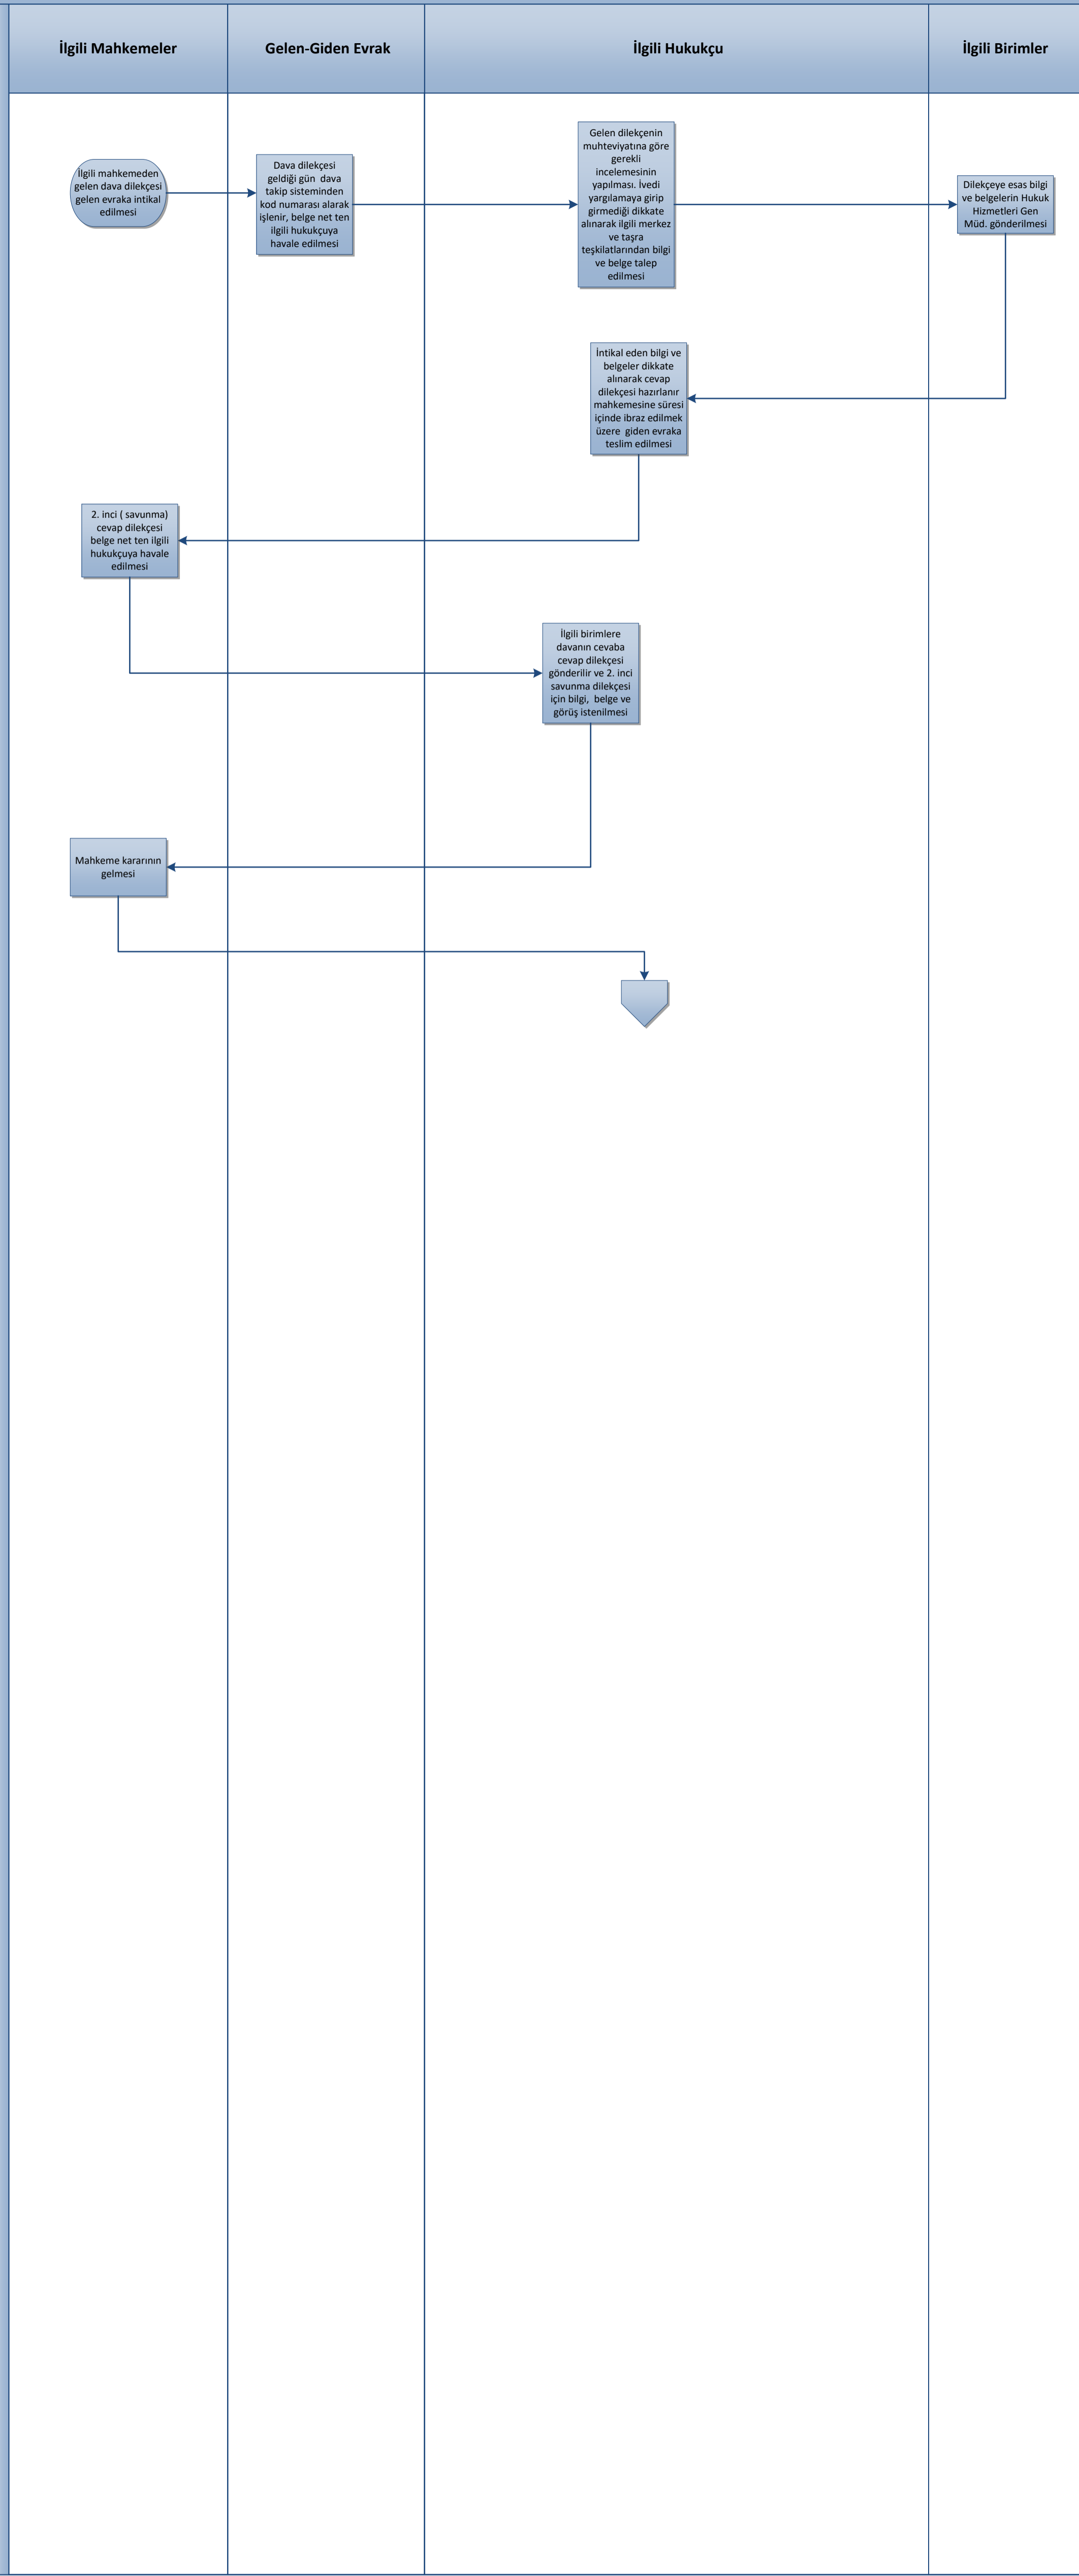 İlgili Mahkemeler
Gelen-Giden Evrak
İlgili Hukukçu
İlgili Birimler
İlgili mahkemeden
gelen dava dilekçesi
gelen evraka intikal
edilmesi
Dava dilekçesi
geldiği gün dava
takip sisteminden
kod numarası alarak
işlenir, belge net ten
ilgili hukukçuya
havale edilmesi
Gelen dilekçenin
muhteviyatına göre
gerekli
incelemesinin
yapılması. İvedi
yargılamaya girip
girmediği dikkate
alınarak ilgili merkez
ve taşra
teşkilatlarından bilgi
ve belge talep
edilmesi
Dilekçeye esas bilgi
ve belgelerin Hukuk
Hizmetleri Gen
Müd. gönderilmesi
İntikal eden bilgi ve
belgeler dikkate
alınarak cevap
dilekçesi hazırlanır
mahkemesine süresi
içinde ibraz edilmek
üzere giden evraka
teslim edilmesi
2. inci ( savunma)
cevap dilekçesi
belge net ten ilgili
hukukçuya havale
edilmesi
İlgili birimlere
davanın cevaba
cevap dilekçesi
gönderilir ve 2. inci
savunma dilekçesi
için bilgi, belge ve
görüş istenilmesi
Mahkeme kararının
gelmesi